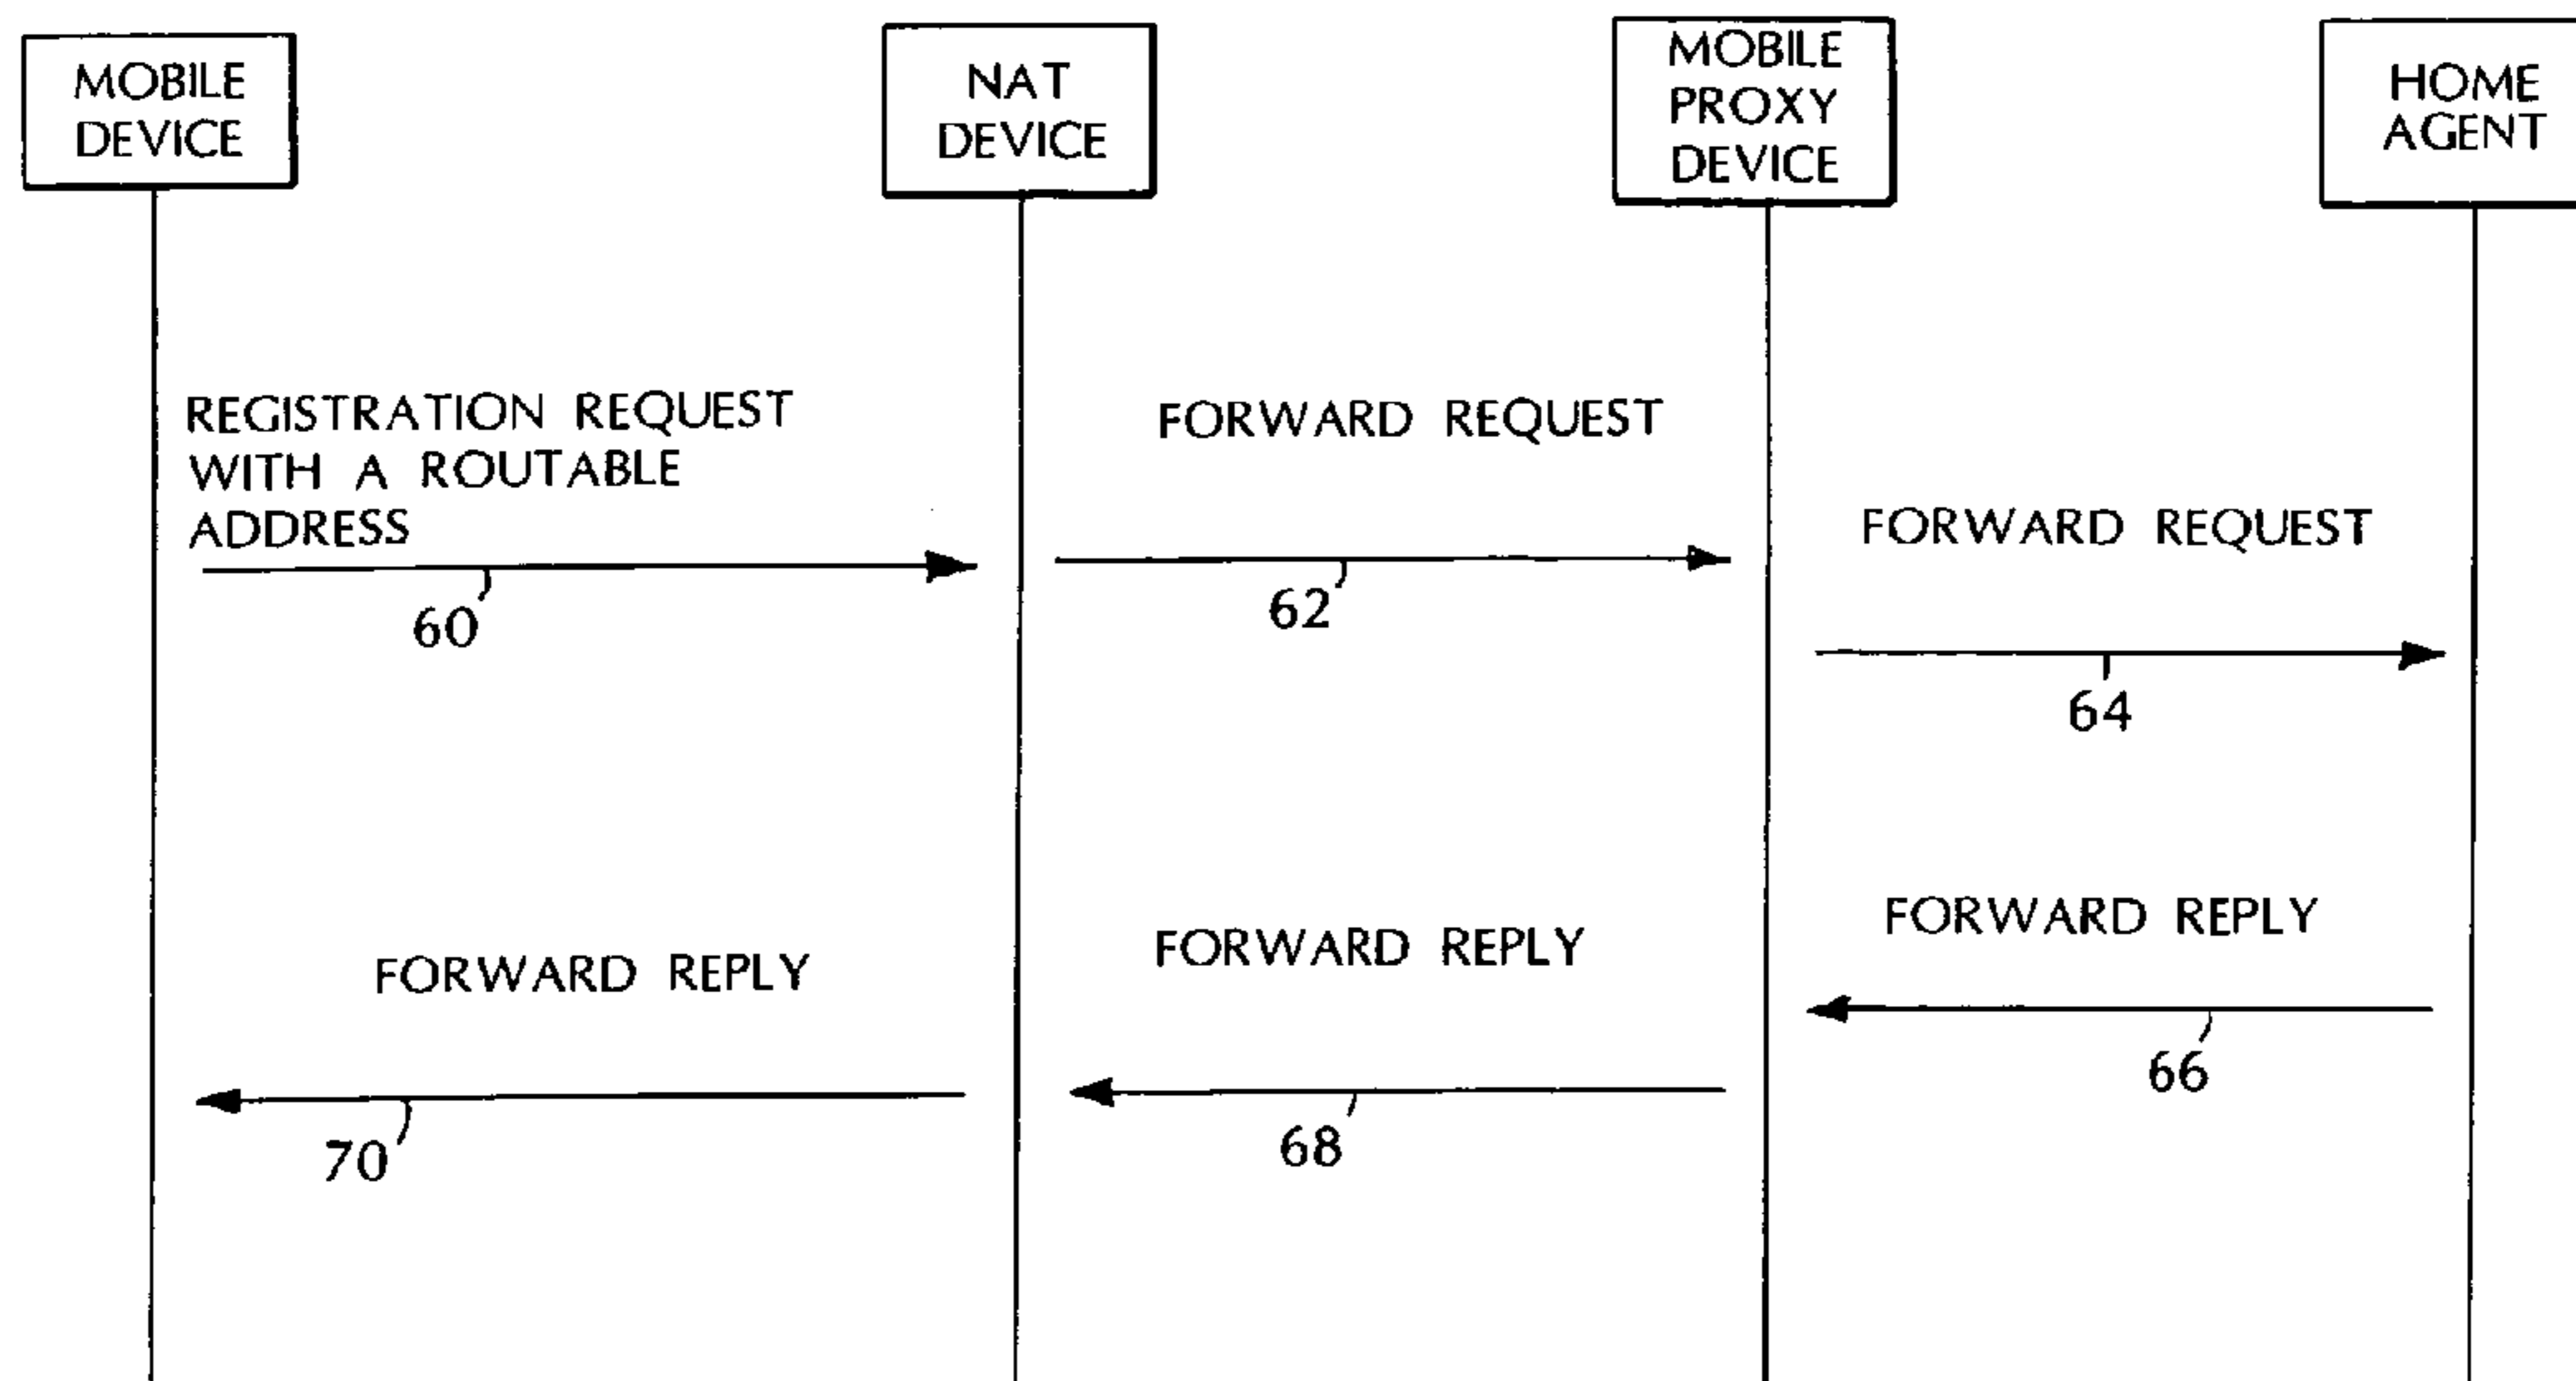 MOBILE
DEVICE
NAT
DEVICE
MOBILE
PROXY
DEVICE
HOME
AGENT
REGISTRATION REQUEST
WITH A ROUTABLE
ADDRESS
60
FORWARD REQUEST
62
FORWARD REQUEST
64
FORWARD REPLY
66
FORWARD REPLY
68
FORWARD REPLY
70